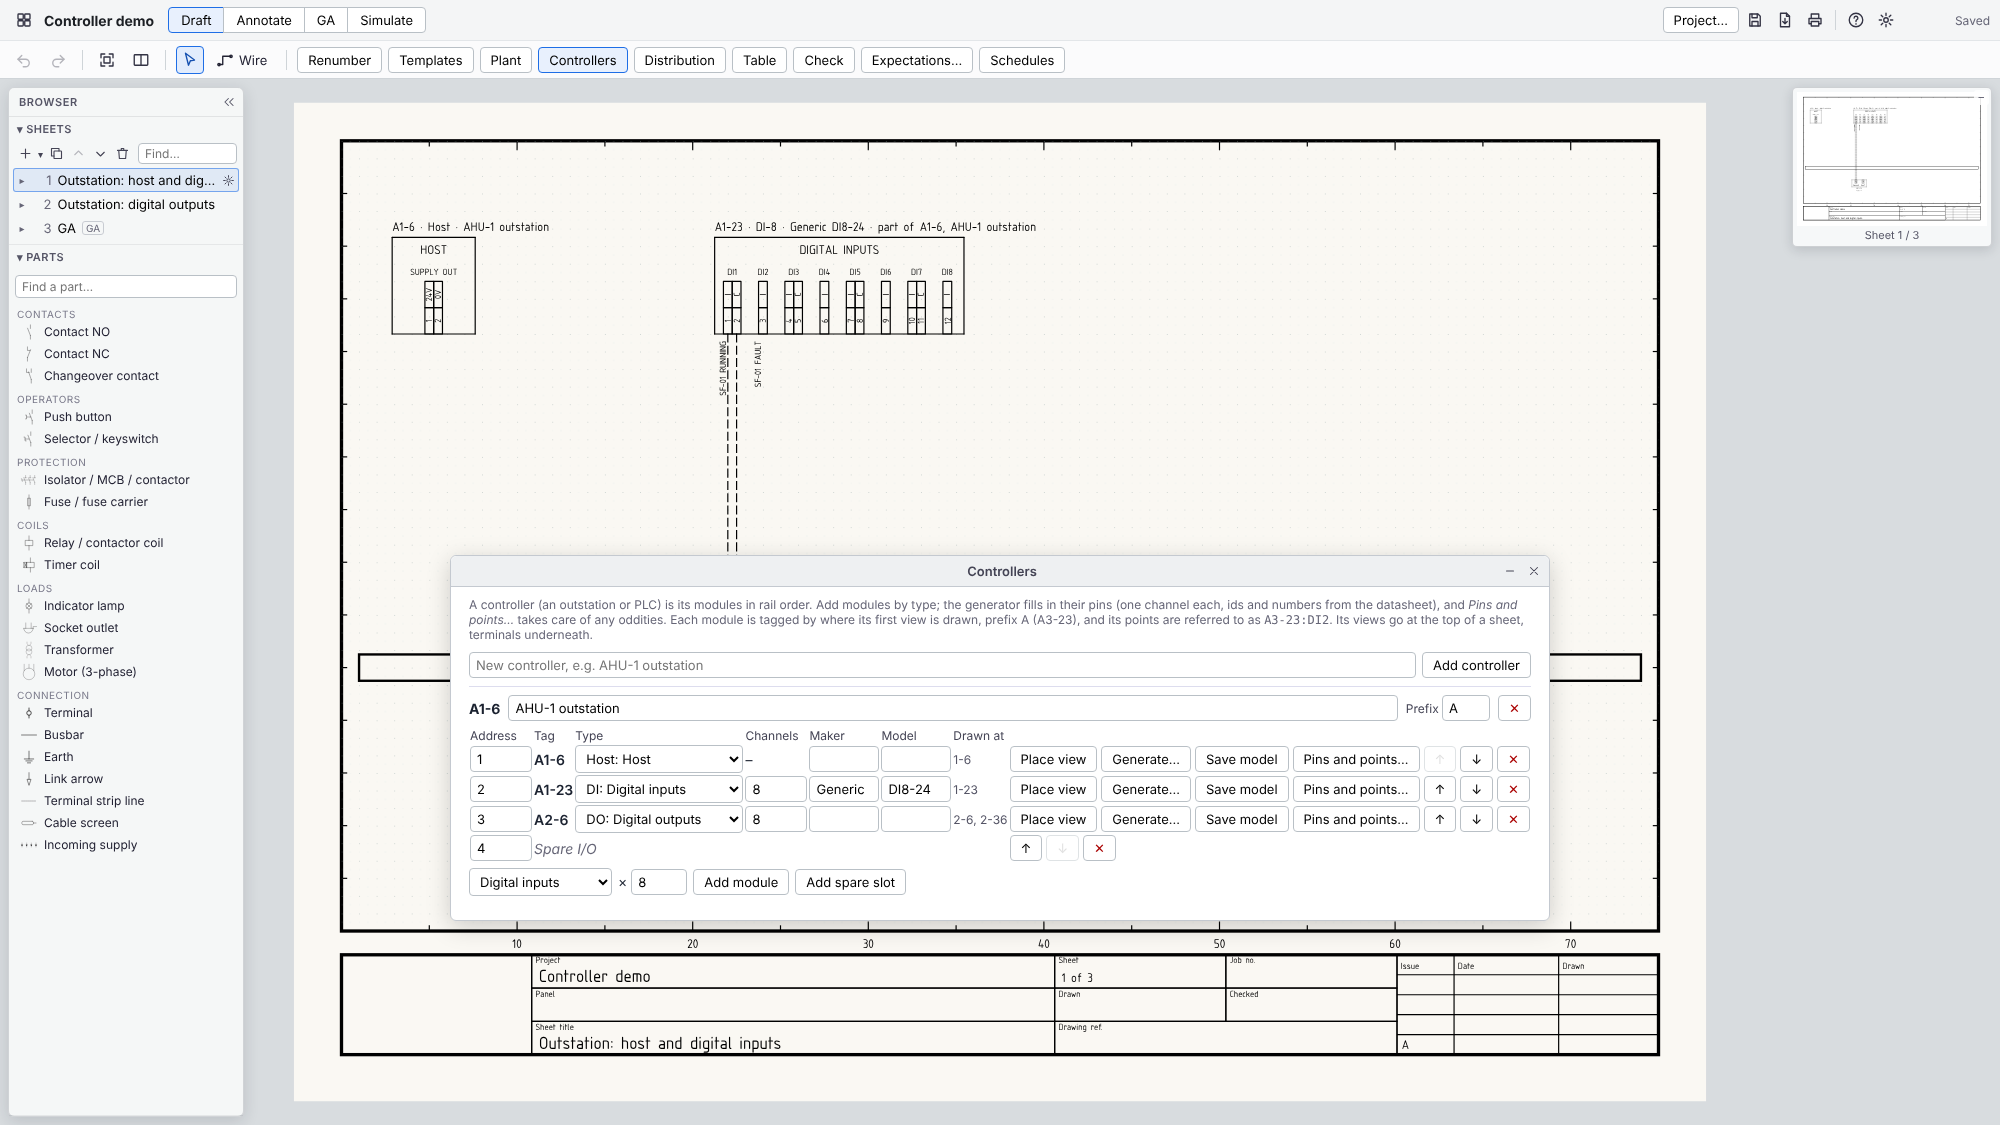 Controller demo
Draft
Annotate
GA
Simulate
Project...
Saved
Wire
Renumber
Templates
Plant
Controllers
Distribution
Table
Check
Expectations...
Schedules
BROWSER
SHEETS
Find...
1 Outstation: host and dig...
2 Outstation: digital outputs
3 GA GA
PARTS
Find a part...
CONTACTS
Contact NO
Contact NC
Changeover contact
OPERATORS
Push button
Selector / keyswitch
PROTECTION
Isolator / MCB / contactor
Fuse / fuse carrier
COILS
Relay / contactor coil
Timer coil
LOADS
Indicator lamp
Socket outlet
Transformer
Motor (3-phase)
CONNECTION
Terminal
Busbar
Earth
Link arrow
Terminal strip line
Cable screen
Incoming supply
A1-6 · Host · AHU-1 outstation
HOST
SUPPLY OUT
24V 0V
1 2
A1-23 · DI-8 · Generic DI8-24 · part of A1-6, AHU-1 outstation
DIGITAL INPUTS
DI1 DI2 DI3 DI4 DI5 DI6 DI7 DI8
I C I I C I I C I I C I
1 2 3 4 5 6 7 8 9 10 11 12
SF-01 RUNNING
SF-01 FAULT
Controllers
A controller (an outstation or PLC) is its modules in rail order. Add modules by type; the generator fills in their pins (one channel each, ids and numbers from the datasheet), and Pins and
points... takes care of any oddities. Each module is tagged by where its first view is drawn, prefix A (A3-23), and its points are referred to as A3-23:DI2. Its views go at the top of a sheet,
terminals underneath.
New controller, e.g. AHU-1 outstation
Add controller
A1-6 AHU-1 outstation Prefix A ×
Address Tag Type Channels Maker Model Drawn at
1 A1-6 Host: Host – 1-6 Place view Generate... Save model Pins and points... ↑ ↓ ×
2 A1-23 DI: Digital inputs 8 Generic DI8-24 1-23 Place view Generate... Save model Pins and points... ↑ ↓ ×
3 A2-6 DO: Digital outputs 8 2-6, 2-36 Place view Generate... Save model Pins and points... ↑ ↓ ×
4 Spare I/O ↑ ↓ ×
Digital inputs × 8 Add module Add spare slot
10 20 30 40 50 60 70
Project
Controller demo
Panel
Sheet title
Outstation: host and digital inputs
Sheet
1 of 3
Job no.
Drawn
Checked
Drawing ref.
Issue Date Drawn
A
Sheet 1 / 3